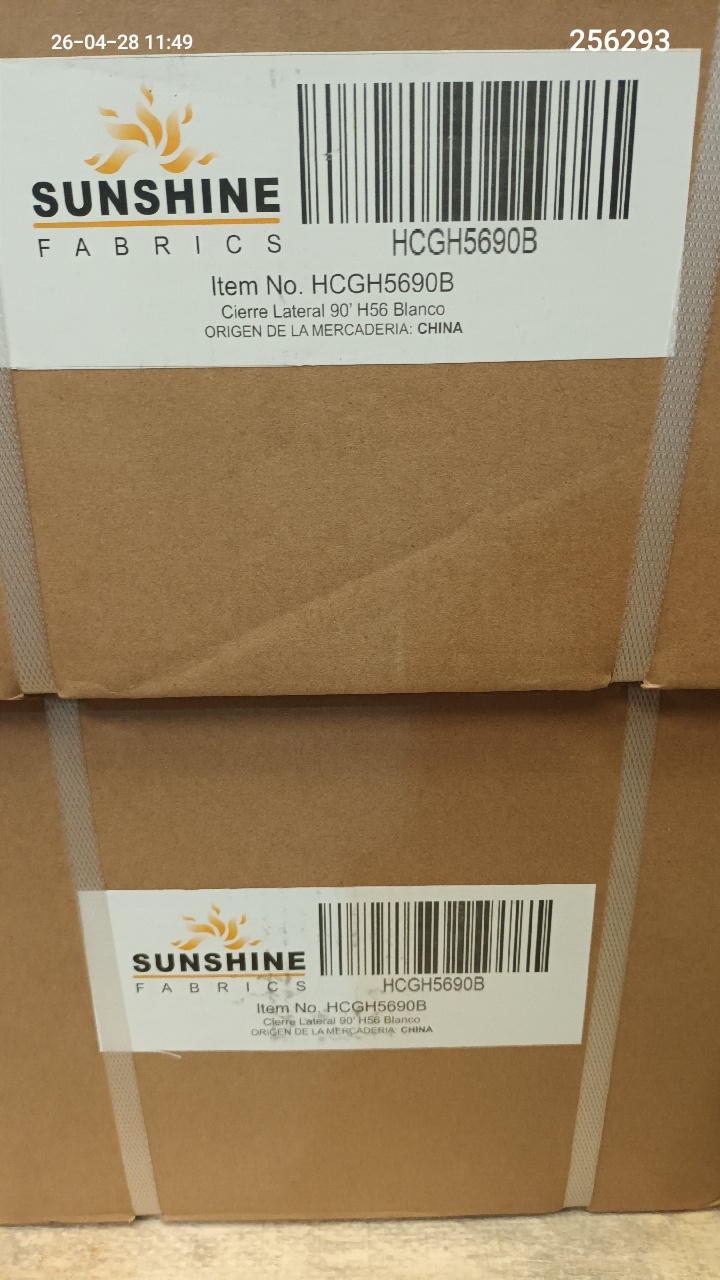 26-04-28 11:49
256293
SUNSHINE
FABRICS
HCGH5690B
Item No. HCGH5690B
Cierre Lateral 90' H56 Blanco
ORIGEN DE LA MERCADERIA: CHINA
SUNSHINE
FABRICS
HCGH5690B
Item No. HCGH5690B
Cierre Lateral 90' H56 Blanco
ORIGEN DE LA MERCADERIA: CHINA